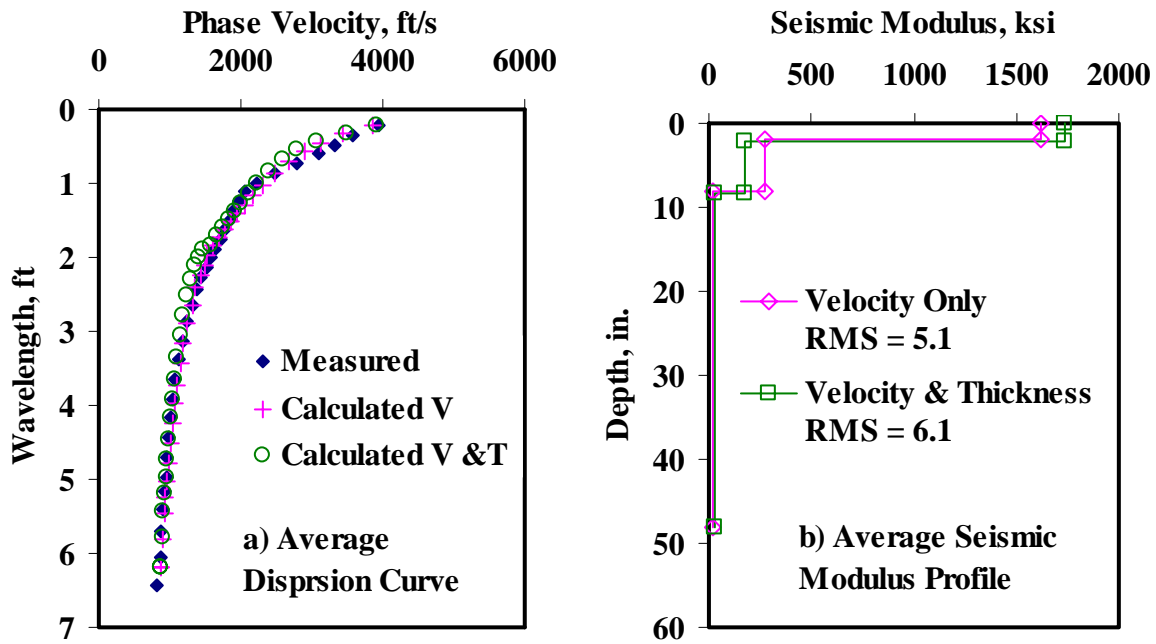 Phase Velocity, ft/s
0 2000 4000 6000
0
1
2
3
4
5
6
7
Wavelength, ft
Measured
Calculated V
Calculated V &T
a) Average
Disprsion Curve
Seismic Modulus, ksi
0 500 1000 1500 2000
0
10
20
30
40
50
60
Depth, in.
Velocity Only
RMS = 5.1
Velocity & Thickness
RMS = 6.1
b) Average Seismic
Modulus Profile